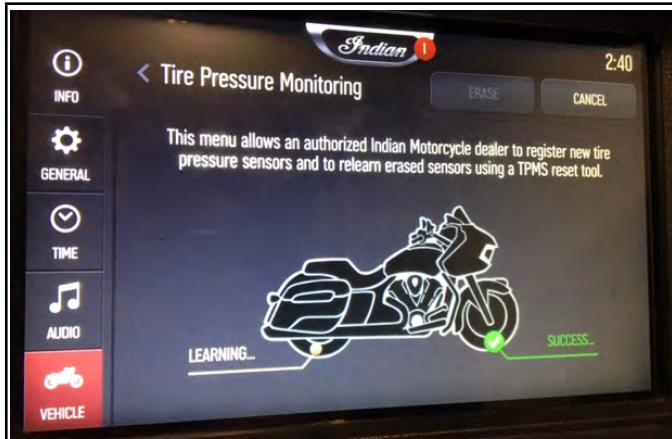 Indian
2:40
< Tire Pressure Monitoring
ERASE
CANCEL
This menu allows an authorized Indian Motorcycle dealer to register new tire
pressure sensors and to relearn erased sensors using a TPMS reset tool.
INFO
GENERAL
TIME
AUDIO
VEHICLE
LEARNING...
SUCCESS...